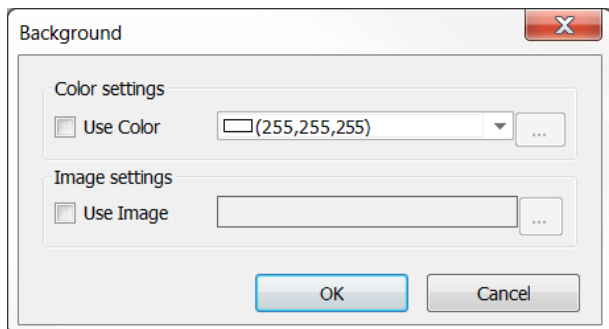 Background
Color settings
Use Color (255,255,255) ...
Image settings
Use Image ...
OK Cancel